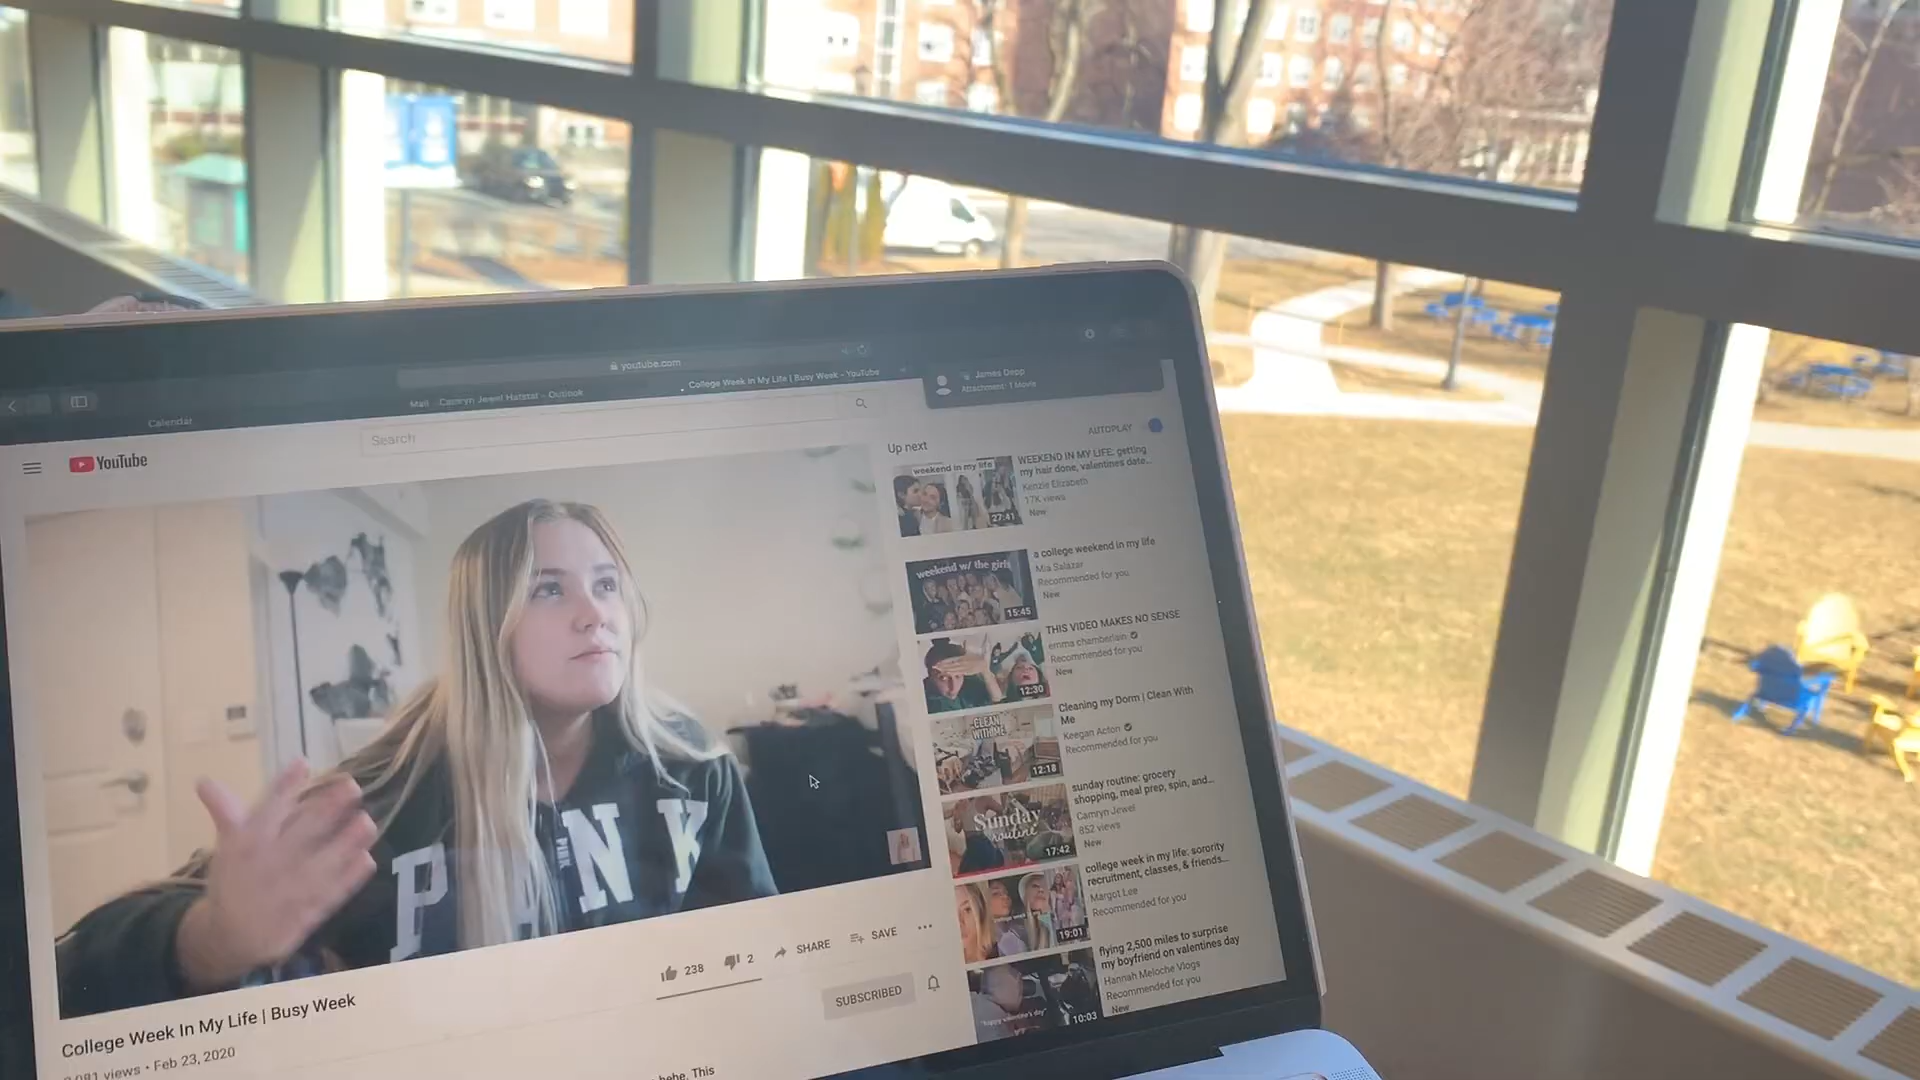 youtube.com
Calendar
Mail - Camryn Jewel Hafstat - Outlook
College Week In My Life | Busy Week - YouTube
James Depp
Attachment: 1 Movie
YouTube
Search
P NK
PINK
College Week In My Life | Busy Week
views • Feb 23, 2020
238
2
SHARE
SAVE
SUBSCRIBED
hehe. This
Up next
AUTOPLAY
weekend in my life
27:41
WEEKEND IN MY LIFE: getting
my hair done, valentines date...
Kenzie Elizabeth
17K views
New
weekend w/ the girls
15:45
a college weekend in my life
Mia Salazar
Recommended for you
New
12:30
THIS VIDEO MAKES NO SENSE
emma chamberlain
Recommended for you
New
CLEAN
WITH ME
12:18
Cleaning my Dorm | Clean With
Me
Keegan Acton
Recommended for you
Sunday
routine
17:42
sunday routine: grocery
shopping, meal prep, spin, and...
Camryn Jewel
852 views
New
19:01
college week in my life: sorority
recruitment, classes, & friends...
Margot Lee
Recommended for you
"happy valentine's day"
10:03
flying 2,500 miles to surprise
my boyfriend on valentines day
Hannah Meloche Vlogs
Recommended for you
New